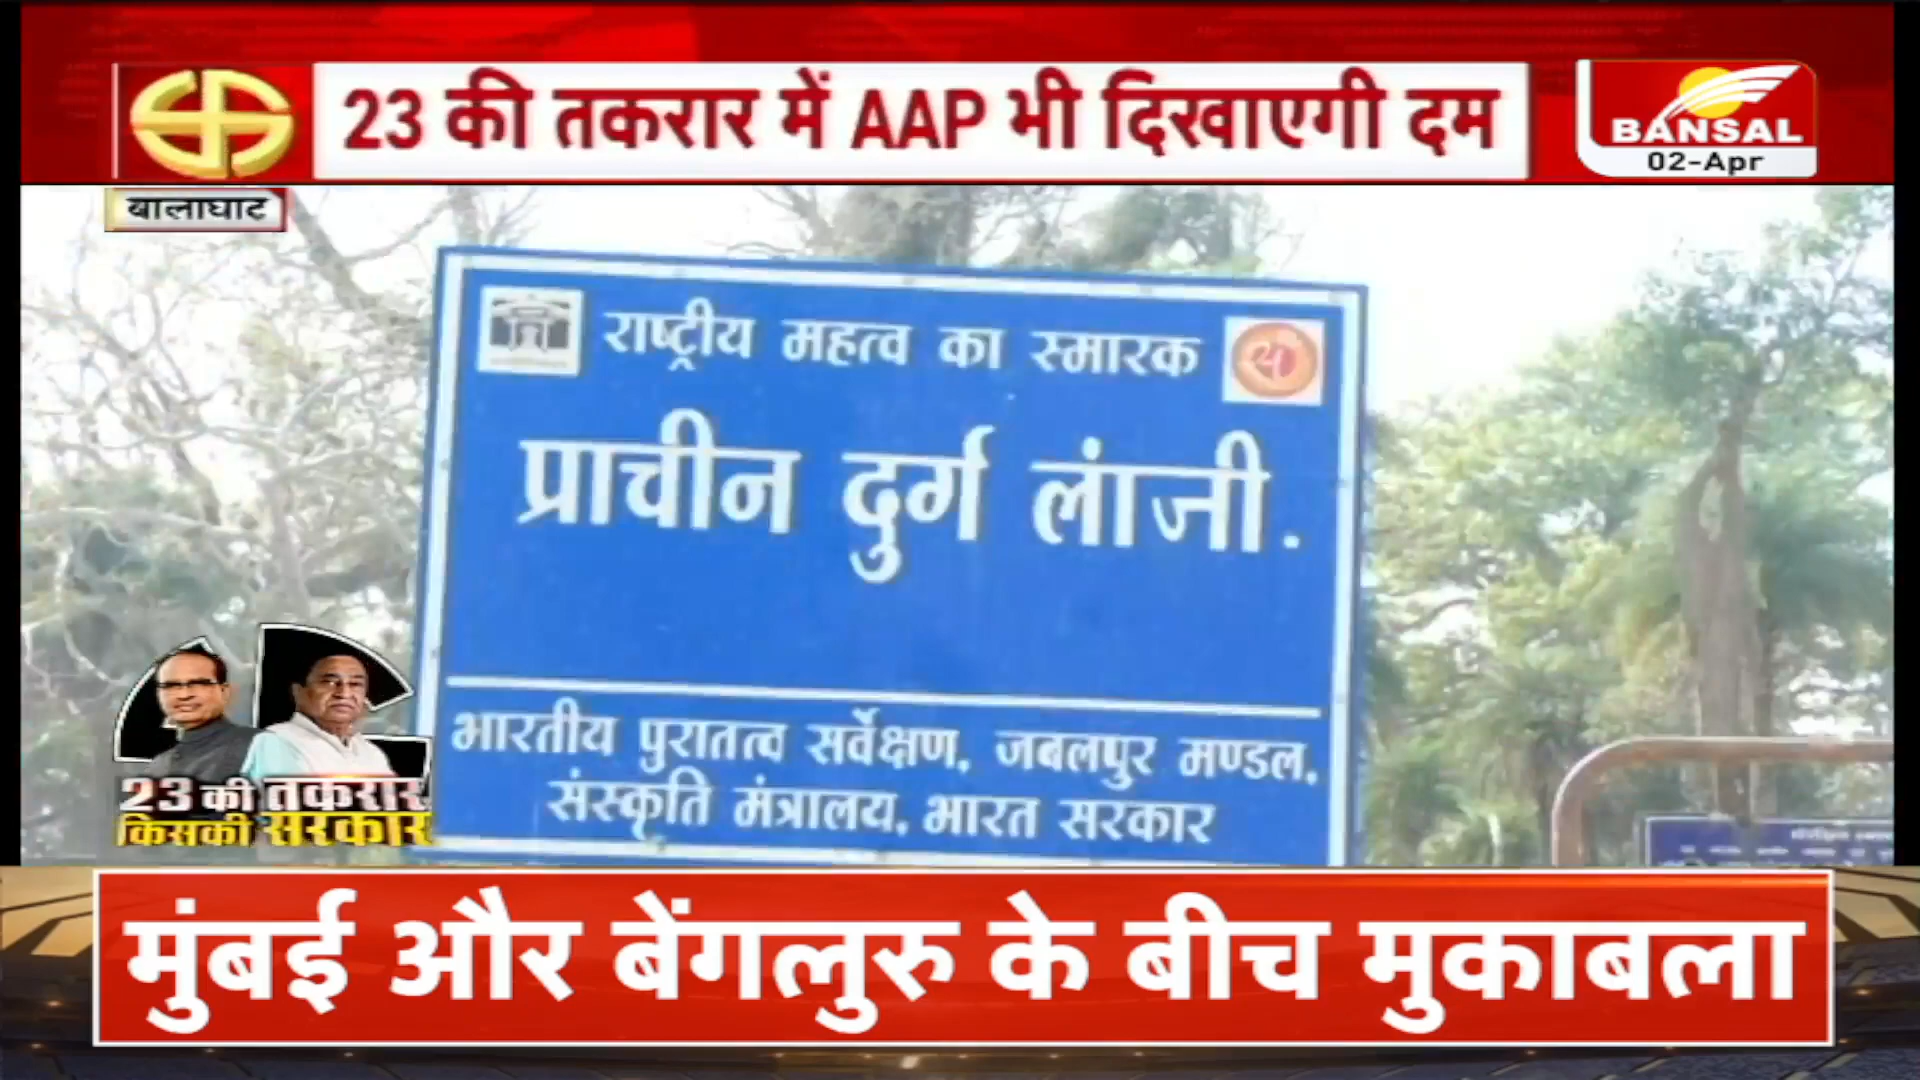 23 की तकरार में AAP भी दिखाएगी दम
BANSAL
02-Apr
बालाघाट
राष्ट्रीय महत्व का स्मारक
प्राचीन दुर्ग लांजी.
भारतीय पुरातत्व सर्वेक्षण, जबलपुर मण्डल,
संस्कृति मंत्रालय, भारत सरकार
23 की तकरार
किसकी सरकार
मुंबई और बेंगलुरु के बीच मुकाबला